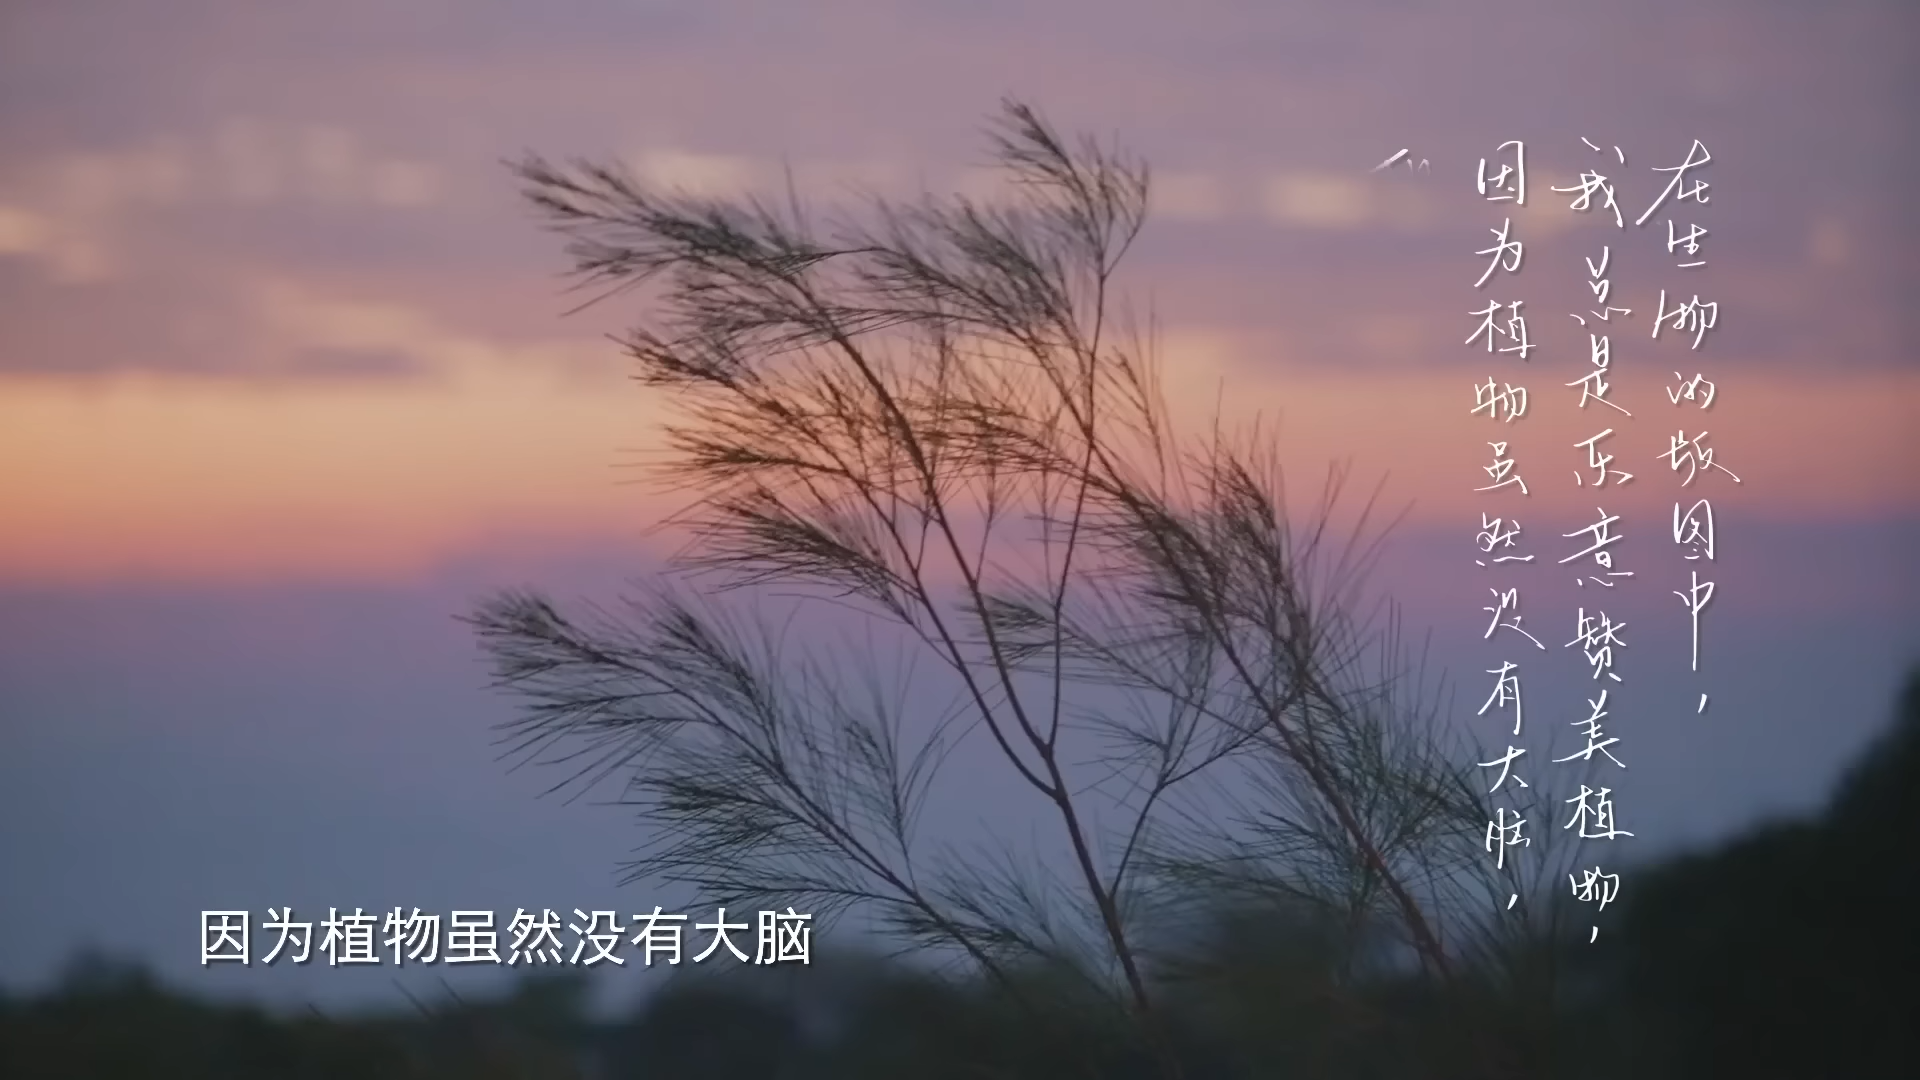 在生物的版图中，
我总是乐意赞美植物，
因为植物虽然没有大脑，
因为植物虽然没有大脑